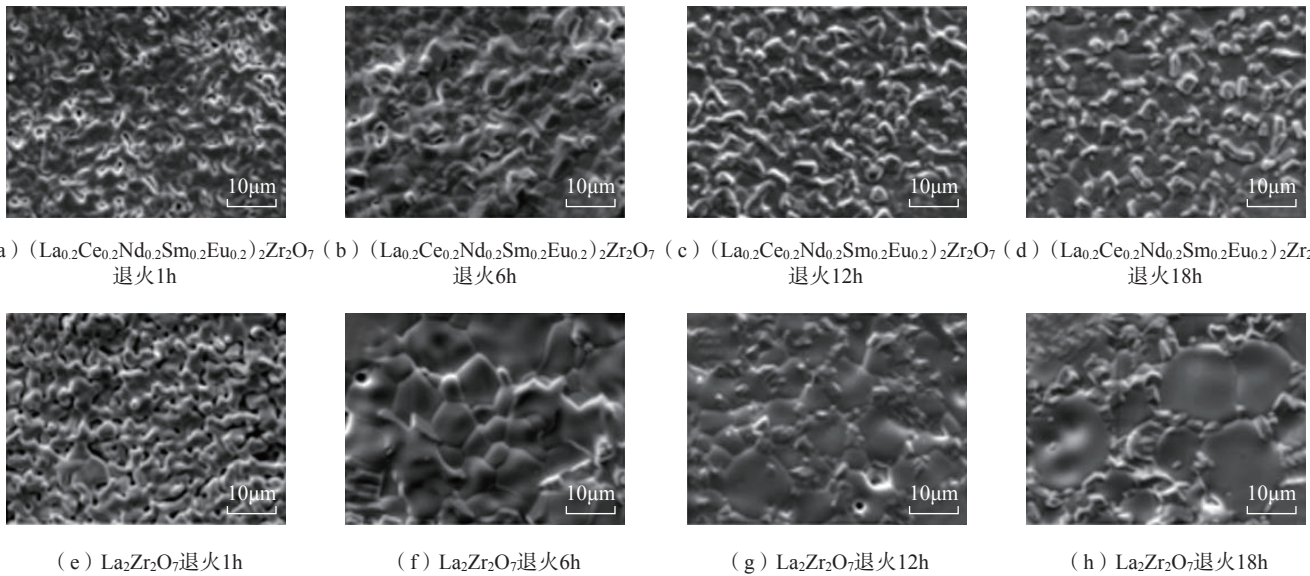 10μm 10μm 10μm 10μm
a）（La0.2Ce0.2Nd0.2Sm0.2Eu0.2）2Zr2O7（b）（La0.2Ce0.2Nd0.2Sm0.2Eu0.2）2Zr2O7（c）（La0.2Ce0.2Nd0.2Sm0.2Eu0.2）2Zr2O7（d）（La0.2Ce0.2Nd0.2Sm0.2Eu0.2）2Zr2
退火1h 退火6h 退火12h 退火18h
10μm 10μm 10μm 10μm
（e）La2Zr2O7退火1h （f）La2Zr2O7退火6h （g）La2Zr2O7退火12h （h）La2Zr2O7退火18h